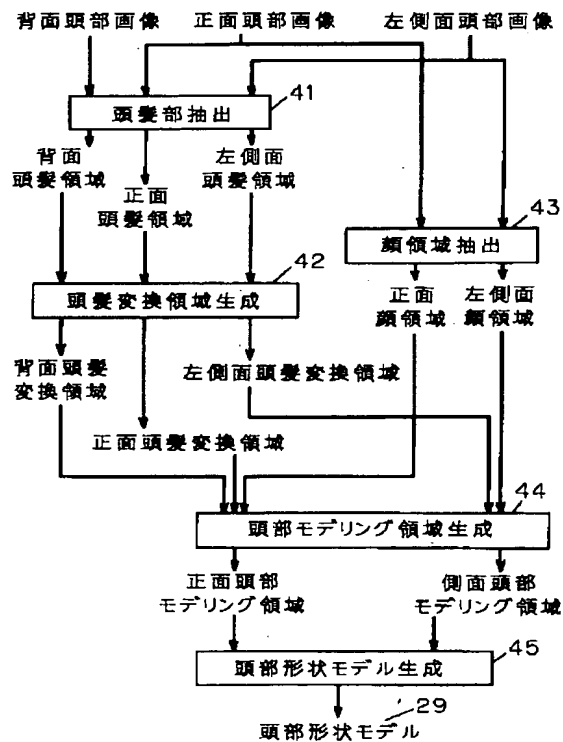 背面頭部画像 正面頭部画像 左側面頭部画像
41
頭髪部抽出
背面
頭髪領域
正面
頭髪領域
左側面
頭髪領域
43
顔領域抽出
42
頭髪変換領域生成
正面
顔領域
左側面
顔領域
背面頭髪
変換領域
左側面頭髪変換領域
正面頭髪変換領域
44
頭部モデリング領域生成
正面頭部
モデリング領域
側面頭部
モデリング領域
45
頭部形状モデル生成
29
頭部形状モデル